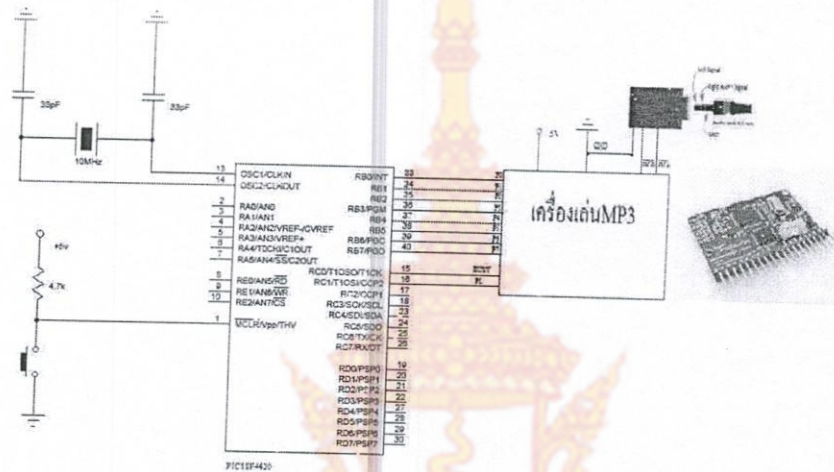 33pF
33pF
10MHz
13
14
OSC1/CLKIN
OSC2/CLKOUT
2
3
4
5
6
7
RA0/AN0
RA1/AN1
RA2/AN2/VREF-/CVREF
RA3/AN3/VREF+
RA4/T0CKI/C1OUT
RA5/AN4/SS/C2OUT
8
9
10
RE0/AN5/RD
RE1/AN6/WR
RE2/AN7/CS
+5V
4.7k
1
MCLR/Vpp/THV
RB0/INT
RB1
RB2
RB3/PGM
RB4
RB5
RB6/PGC
RB7/PGD
33
34
35
36
37
38
39
40
RC0/T1OSO/T1CK
RC1/T1OSI/CCP2
RC2/CCP1
RC3/SCK/SCL
RC4/SDI/SDA
RC5/SDO
RC6/TX/CK
RC7/RX/DT
15
16
17
18
23
24
25
26
BUSY
RD0/PSP0
RD1/PSP1
RD2/PSP2
RD3/PSP3
RD4/PSP4
RD5/PSP5
RD6/PSP6
RD7/PSP7
19
20
21
22
27
28
29
30
PIC18F4420
เครื่องเล่นMP3
GND